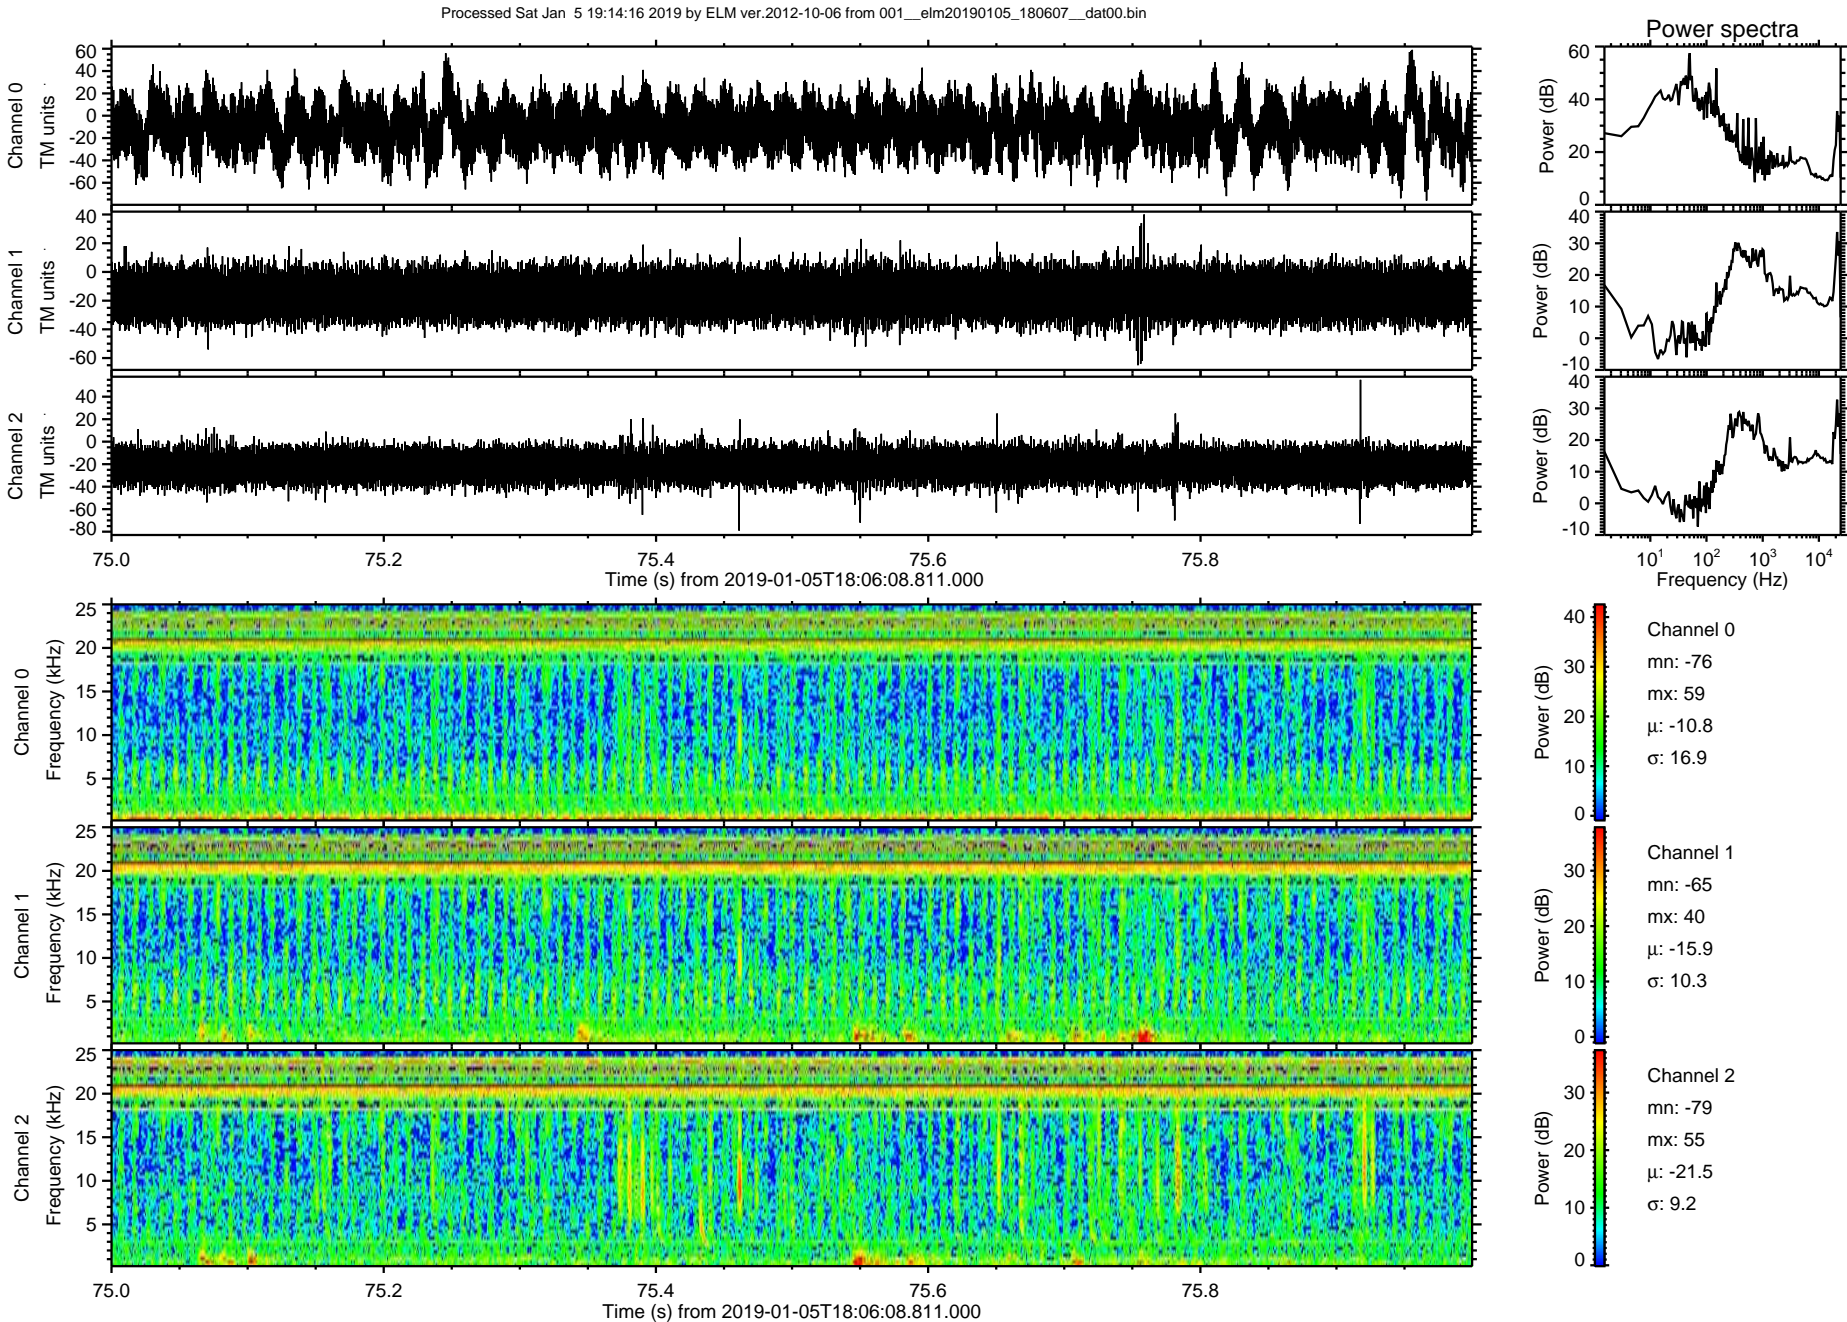 Processed Sat Jan 5 19:14:16 2019 by ELM ver.2012-10-06 from 001__elm20190105_180607__dat00.bin
Power spectra
Channel 0
TM units
60
40
20
0
-20
-40
-60
Power (dB)
60
40
20
0
Channel 1
TM units
40
20
0
-20
-40
-60
Power (dB)
40
30
20
10
0
-10
Channel 2
TM units
40
20
0
-20
-40
-60
-80
Power (dB)
40
30
20
10
0
-10
75.0 75.2 75.4 75.6 75.8
Time (s) from 2019-01-05T18:06:08.811.000
10¹ 10² 10³ 10⁴
Frequency (Hz)
Channel 0
Frequency (kHz)
25
20
15
10
5
Power (dB)
40
30
20
10
0
Channel 0
mn: -76
mx: 59
μ: -10.8
σ: 16.9
Channel 1
Frequency (kHz)
25
20
15
10
5
Power (dB)
30
20
10
0
Channel 1
mn: -65
mx: 40
μ: -15.9
σ: 10.3
Channel 2
Frequency (kHz)
25
20
15
10
5
Power (dB)
30
20
10
0
Channel 2
mn: -79
mx: 55
μ: -21.5
σ: 9.2
75.0 75.2 75.4 75.6 75.8
Time (s) from 2019-01-05T18:06:08.811.000